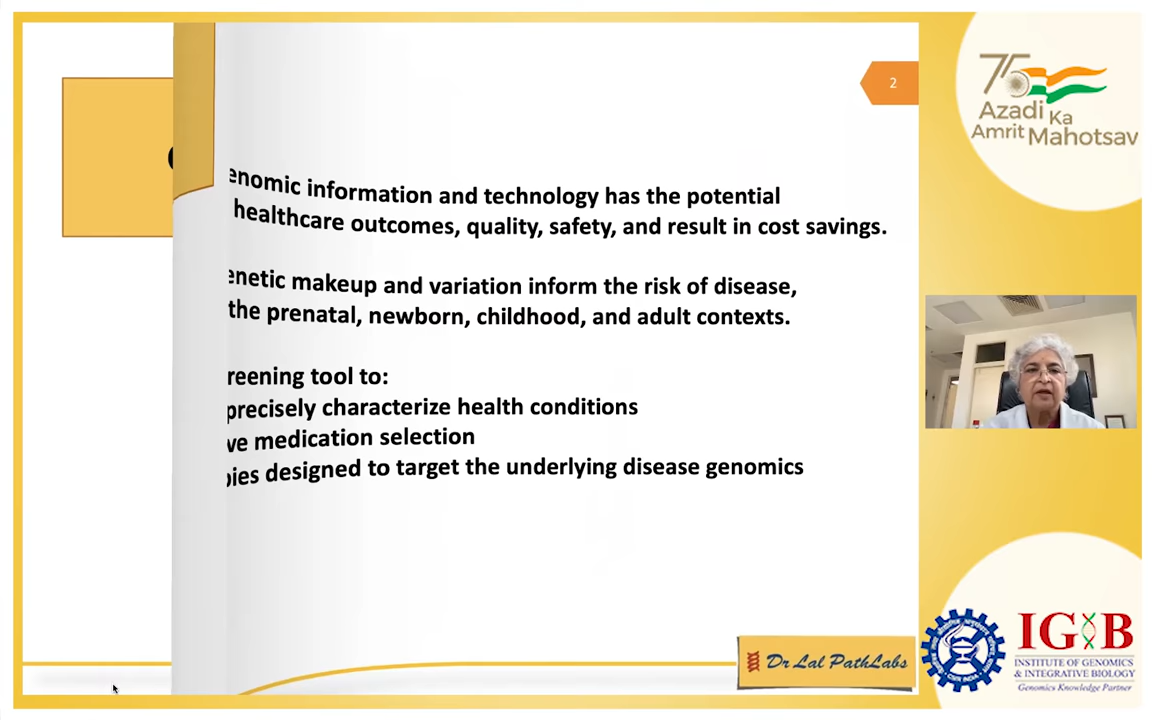 2
enomic information and technology has the potential
healthcare outcomes, quality, safety, and result in cost savings.
enetic makeup and variation inform the risk of disease,
the prenatal, newborn, childhood, and adult contexts.
reening tool to:
precisely characterize health conditions
ve medication selection
pies designed to target the underlying disease genomics
Dr Lal PathLabs
75
Azadi Ka
Amrit Mahotsav
IGIB
INSTITUTE OF GENOMICS
& INTEGRATIVE BIOLOGY
Genomics Knowledge Partner